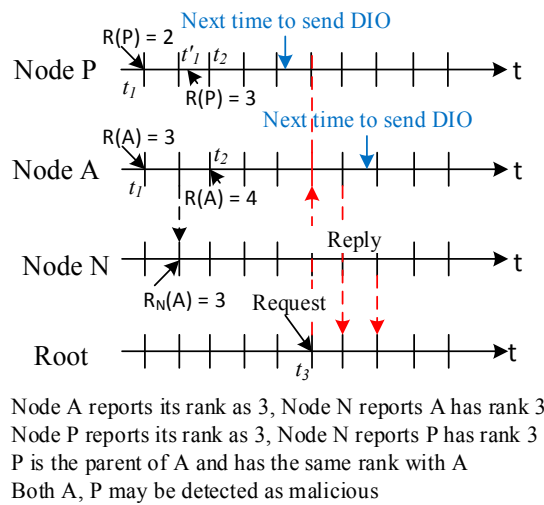 Next time to send DIO
R(P) = 2
t'1 t2
Node P
t
t1
R(P) = 3
Next time to send DIO
R(A) = 3
t2
Node A
t
t1
R(A) = 4
Reply
Node N
t
RN(A) = 3
Request
Root
t
t3
Node A reports its rank as 3, Node N reports A has rank 3
Node P reports its rank as 3, Node N reports P has rank 3
P is the parent of A and has the same rank with A
Both A, P may be detected as malicious